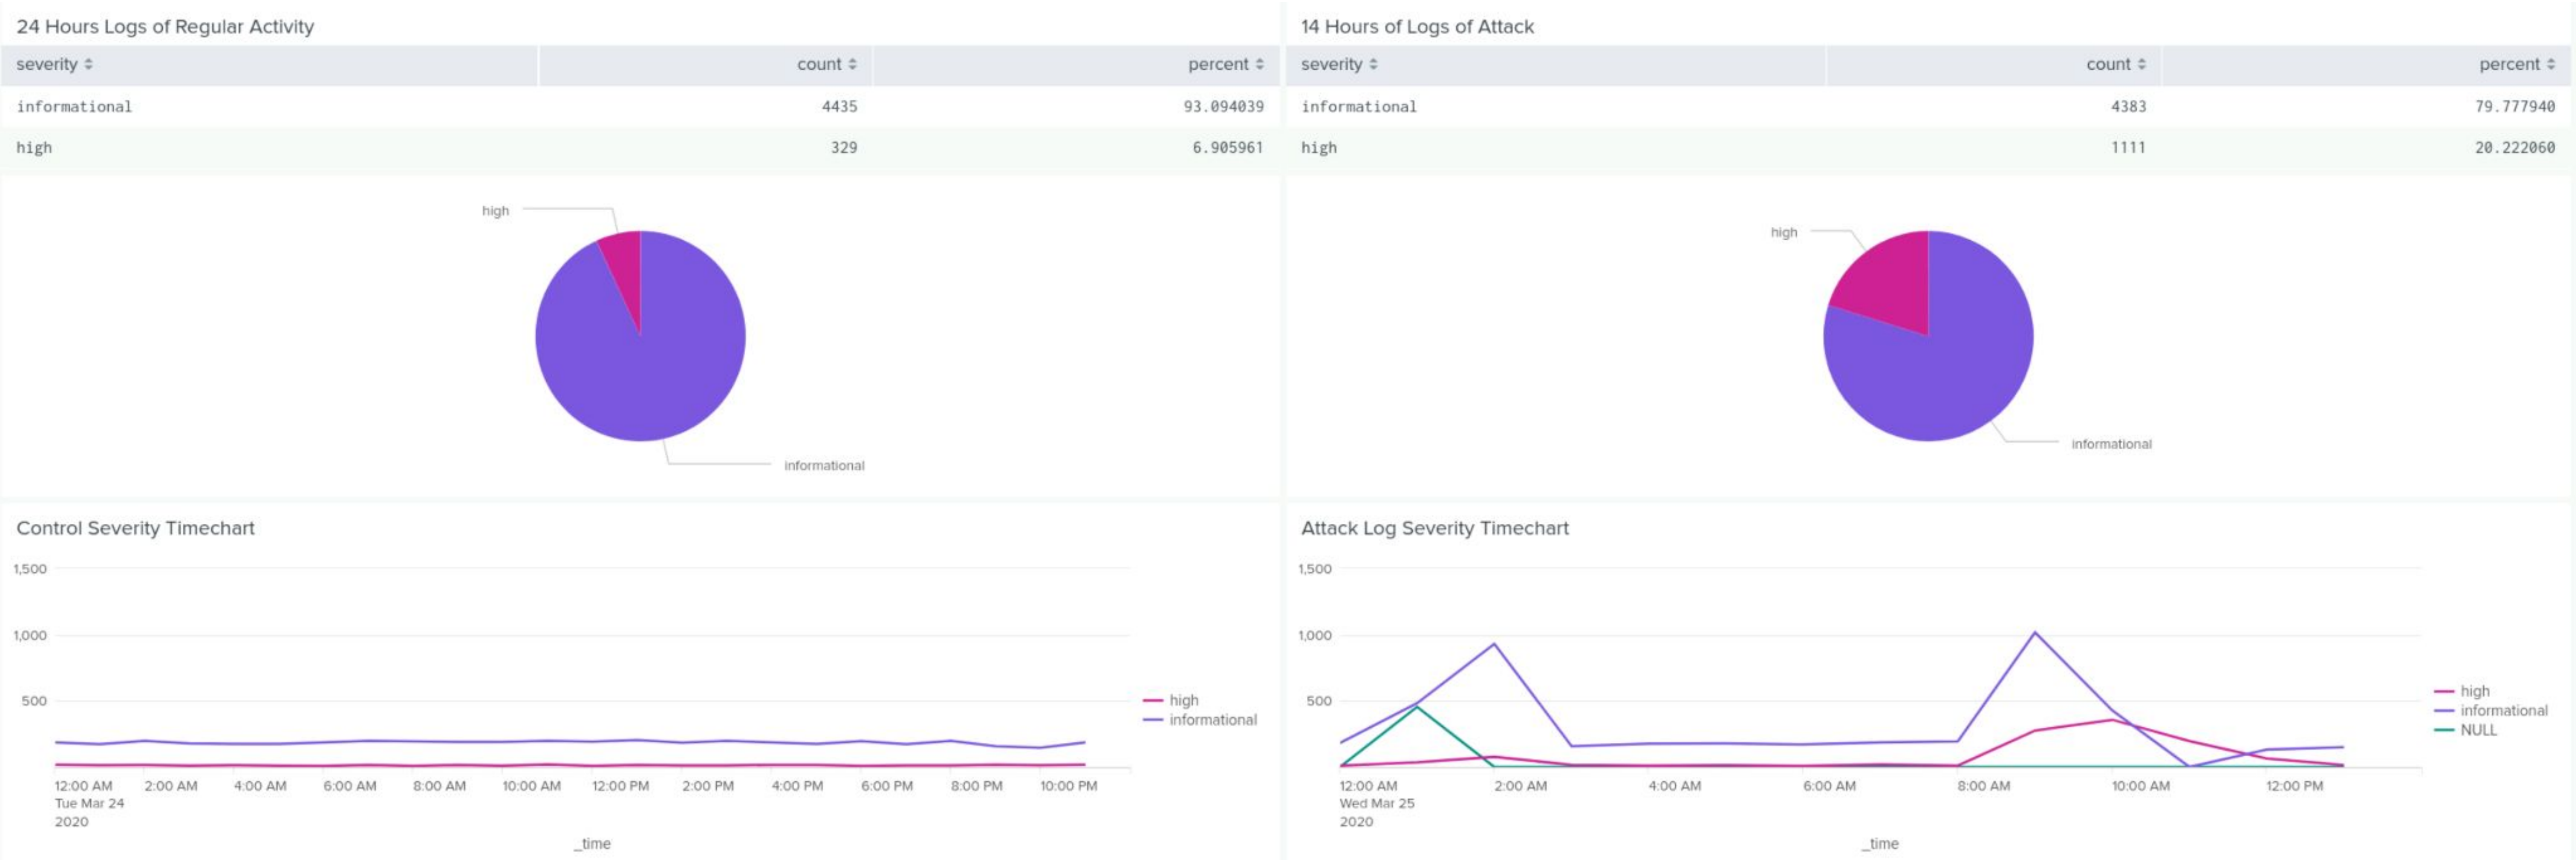 24 Hours Logs of Regular Activity
severity count percent
informational 4435 93.094039
high 329 6.905961
high
informational
14 Hours of Logs of Attack
severity count percent
informational 4383 79.777940
high 1111 20.222060
high
informational
Control Severity Timechart
1,500
1,000
500
12:00 AM 2:00 AM 4:00 AM 6:00 AM 8:00 AM 10:00 AM 12:00 PM 2:00 PM 4:00 PM 6:00 PM 8:00 PM 10:00 PM
Tue Mar 24
2020
_time
high
informational
Attack Log Severity Timechart
1,500
1,000
500
12:00 AM 2:00 AM 4:00 AM 6:00 AM 8:00 AM 10:00 AM 12:00 PM
Wed Mar 25
2020
_time
high
informational
NULL